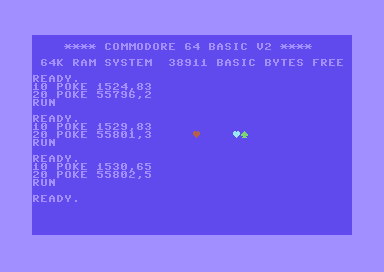 **** COMMODORE 64 BASIC V2 ****
64K RAM SYSTEM  38911 BASIC BYTES FREE
READY.
10 POKE 1524,83
20 POKE 55796,2
RUN
READY.
10 POKE 1529,83
20 POKE 55801,3 ♥ ♥♠
RUN
READY.
10 POKE 1530,65
20 POKE 55802,5
RUN
READY.